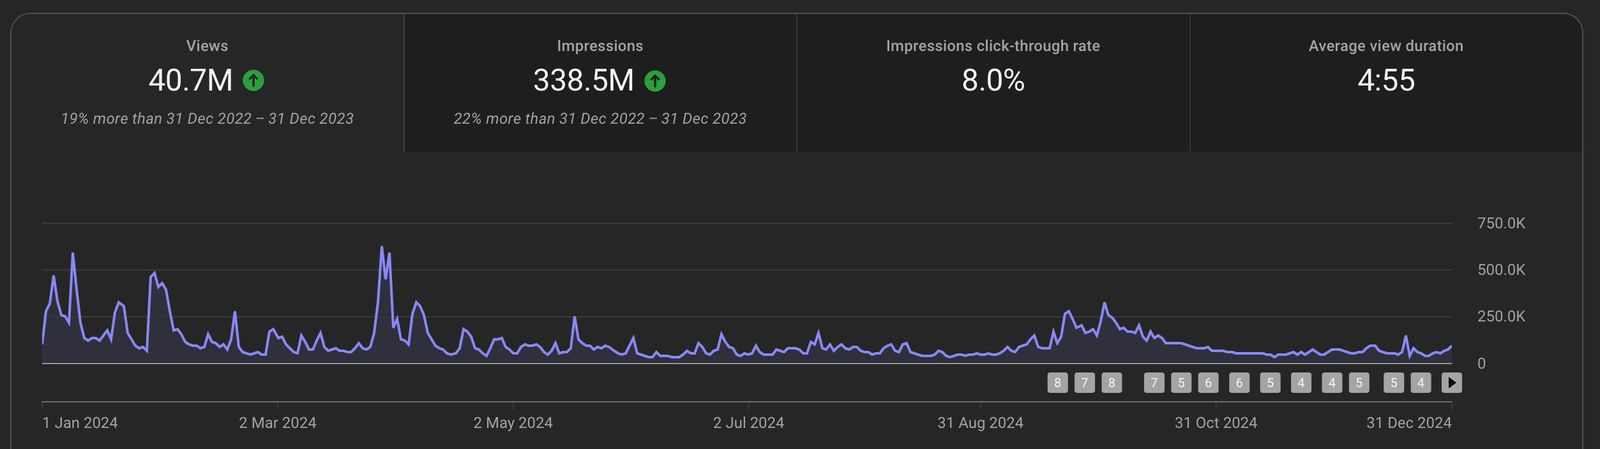 Views
40.7M
19% more than 31 Dec 2022 – 31 Dec 2023
Impressions
338.5M
22% more than 31 Dec 2022 – 31 Dec 2023
Impressions click-through rate
8.0%
Average view duration
4:55
750.0K
500.0K
250.0K
0
8 7 8 7 5 6 6 5 4 4 5 5 4
1 Jan 2024 2 Mar 2024 2 May 2024 2 Jul 2024 31 Aug 2024 31 Oct 2024 31 Dec 2024